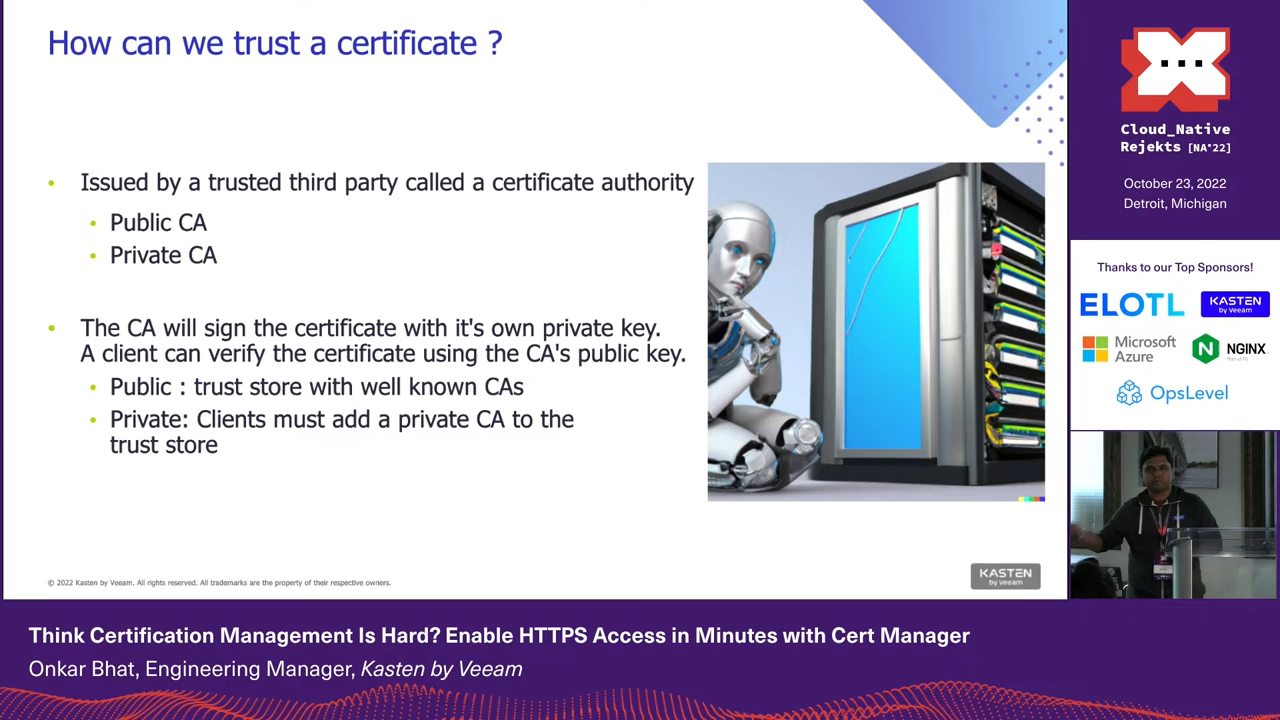 How can we trust a certificate ?
• Issued by a trusted third party called a certificate authority
• Public CA
• Private CA
• The CA will sign the certificate with it's own private key.
A client can verify the certificate using the CA's public key.
• Public : trust store with well known CAs
• Private: Clients must add a private CA to the
trust store
© 2022 Kasten by Veeam. All rights reserved. All trademarks are the property of their respective owners.
KASTEN
by Veeam
Cloud_Native
Rejekts [NA'22]
October 23, 2022
Detroit, Michigan
Thanks to our Top Sponsors!
ELOTL
KASTEN
by Veeam
Microsoft
Azure
N
NGINX
Part of F5
OpsLevel
Think Certification Management Is Hard? Enable HTTPS Access in Minutes with Cert Manager
Onkar Bhat, Engineering Manager, Kasten by Veeam